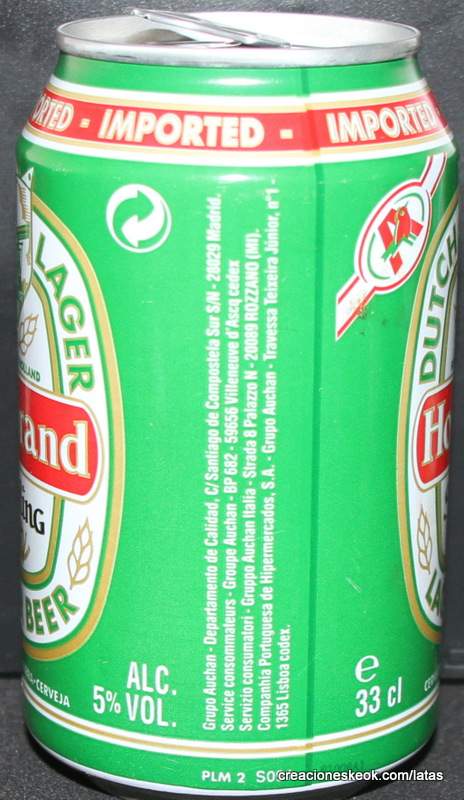 IMPORTED - IMPORTED - IMPORTED
LAGER
HOLLAND
BEER
CERVEJA
ALC.
5% VOL.
Grupo Auchan - Departamento de Calidad, C/ Santiago de Compostela Sur S/N - 28029 Madrid.
Service consommateurs - Groupe Auchan - BP 682 - 59656 Villeneuve d'Ascq cedex
Servizio consumatori - Gruppo Auchan Italia - Strada 8 Palazzo N - 20089 ROZZANO (MI).
Companhia Portuguesa de Hipermercados, S.A. - Grupo Auchan - Travessa Teixeira Júnior, nº1 -
1365 Lisboa codex.
A
DUTCH
e
33 cl
PLM 2
creacioneskeok.com/latas